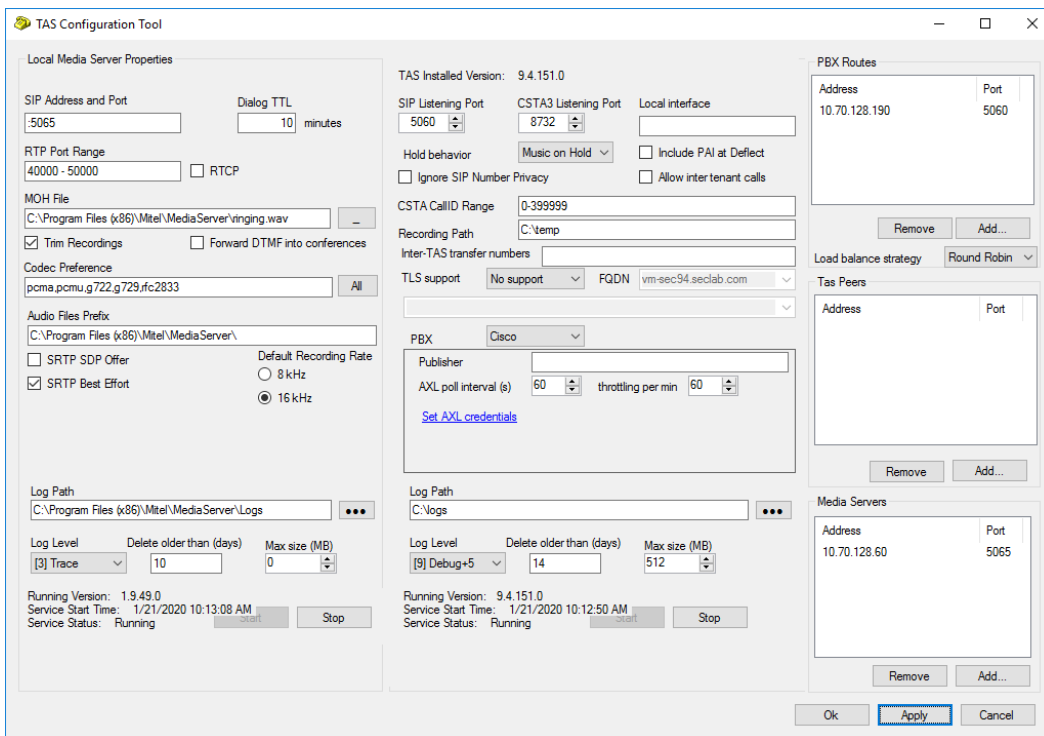 TAS Configuration Tool
Local Media Server Properties
SIP Address and Port
Dialog TTL
:5065
10 minutes
RTP Port Range
40000 - 50000
RTCP
MOH File
C:\Program Files (x86)\Mitel\MediaServer\ringing.wav
_
Trim Recordings
Forward DTMF into conferences
Codec Preference
pcma,pcmu,g722,g729,rfc2833
All
Audio Files Prefix
C:\Program Files (x86)\Mitel\MediaServer\
SRTP SDP Offer
Default Recording Rate
SRTP Best Effort
8 kHz
16 kHz
Log Path
C:\Program Files (x86)\Mitel\MediaServer\Logs
Log Level
Delete older than (days)
Max size (MB)
[3] Trace
10
0
Running Version: 1.9.49.0
Service Start Time: 1/21/2020 10:13:08 AM
Service Status: Running
Start
Stop
TAS Installed Version: 9.4.151.0
SIP Listening Port
CSTA3 Listening Port
Local interface
5060
8732
Hold behavior
Music on Hold
Include PAI at Deflect
Ignore SIP Number Privacy
Allow inter tenant calls
CSTA CallID Range
0-399999
Recording Path
C:\temp
Inter-TAS transfer numbers
TLS support
No support
FQDN
vm-sec94.seclab.com
PBX
Cisco
Publisher
AXL poll interval (s)
60
throttling per min
60
Set AXL credentials
Log Path
C:\logs
Log Level
Delete older than (days)
Max size (MB)
[9] Debug+5
14
512
Running Version: 9.4.151.0
Service Start Time: 1/21/2020 10:12:50 AM
Service Status: Running
Start
Stop
PBX Routes
Address Port
10.70.128.190 5060
Remove
Add...
Load balance strategy
Round Robin
Tas Peers
Address Port
Remove
Add...
Media Servers
Address Port
10.70.128.60 5065
Remove
Add...
Ok
Apply
Cancel